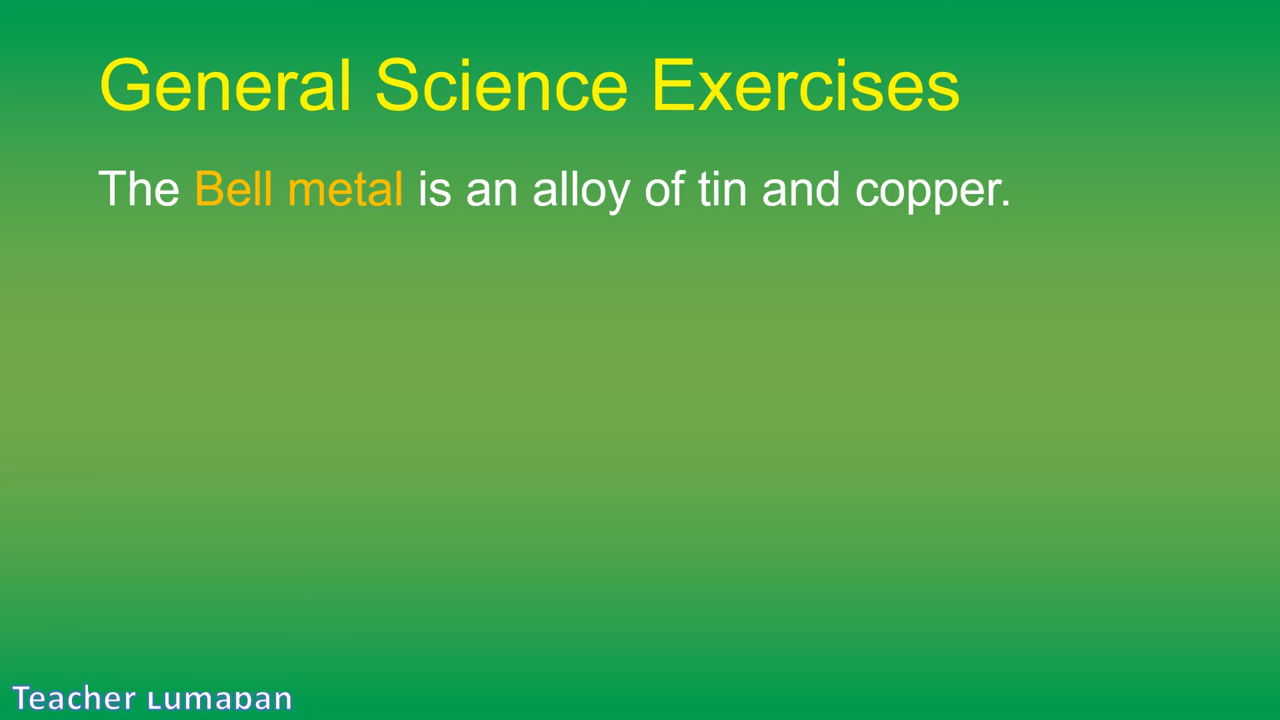 General Science Exercises
The Bell metal is an alloy of tin and copper.
Teacher Lumapan